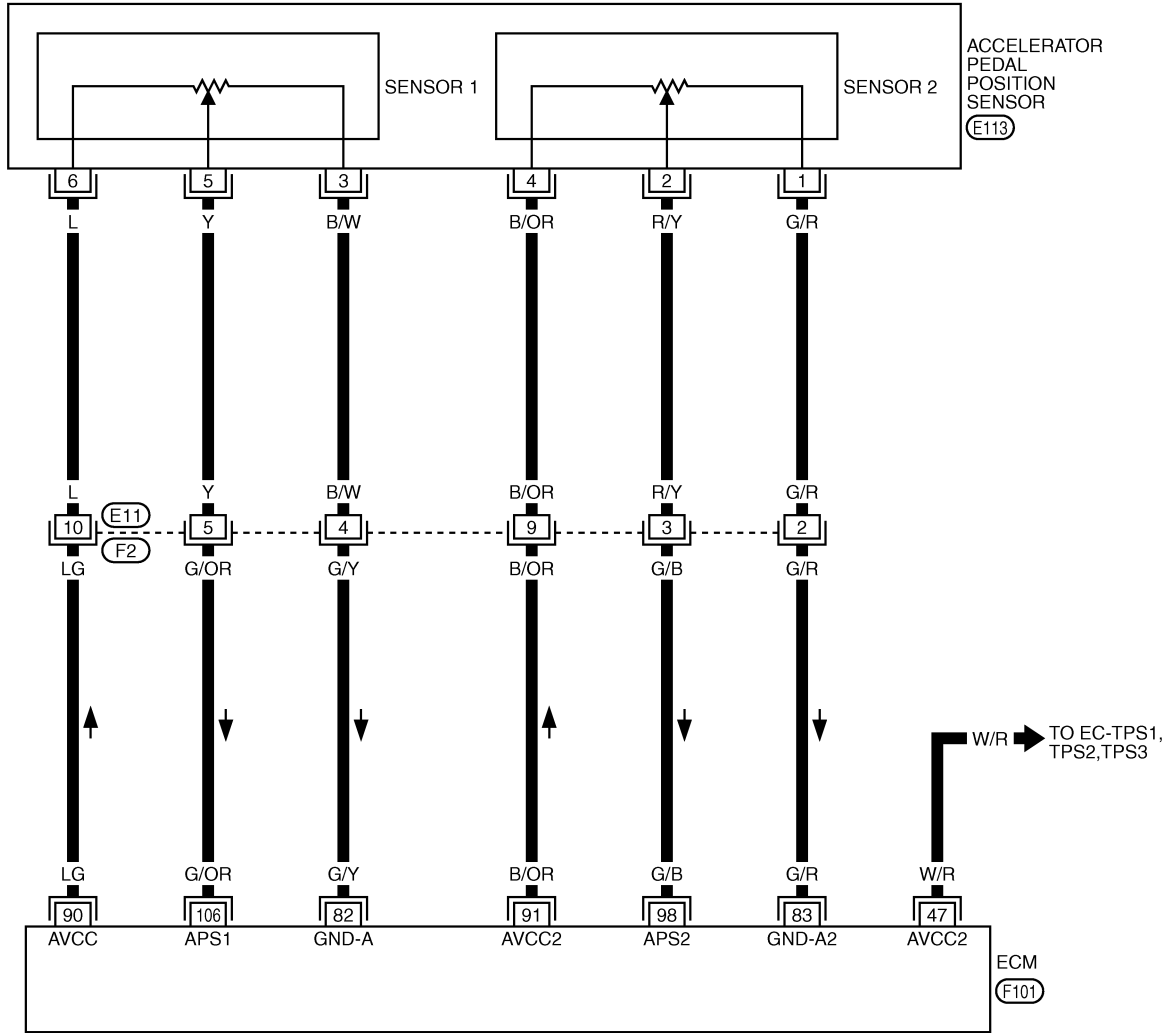 ACCELERATOR
PEDAL
POSITION
SENSOR
E113
SENSOR 1
SENSOR 2
6 5 3 4 2 1
L Y B/W B/OR R/Y G/R
L Y B/W B/OR R/Y G/R
E11
10 5 4 9 3 2
F2
LG G/OR G/Y B/OR G/B G/R
W/R
TO EC-TPS1,
TPS2,TPS3
LG G/OR G/Y B/OR G/B G/R W/R
90 106 82 91 98 83 47
AVCC APS1 GND-A AVCC2 APS2 GND-A2 AVCC2
ECM
F101